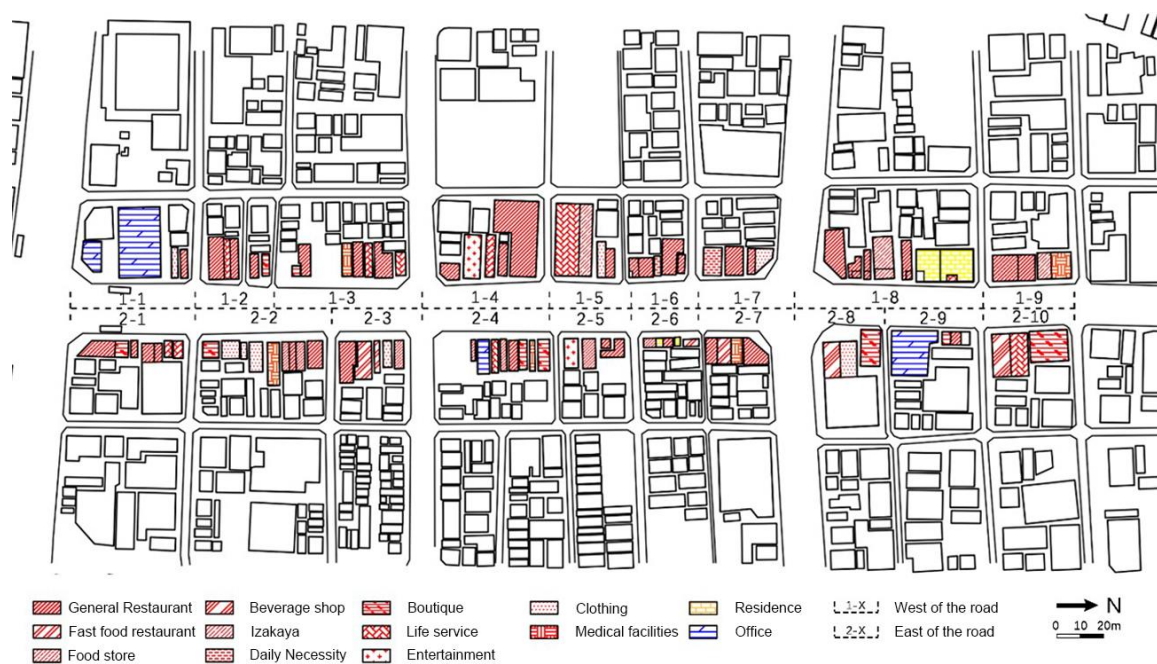 1-1 1-2 1-3 1-4 1-5 1-6 1-7 1-8 1-9
2-1 2-2 2-3 2-4 2-5 2-6 2-7 2-8 2-9 2-10
General Restaurant Beverage shop Boutique Clothing Residence 1-X West of the road N
Fast food restaurant Izakaya Life service Medical facilities Office 2-X East of the road 0 10 20m
Food store Daily Necessity Entertainment